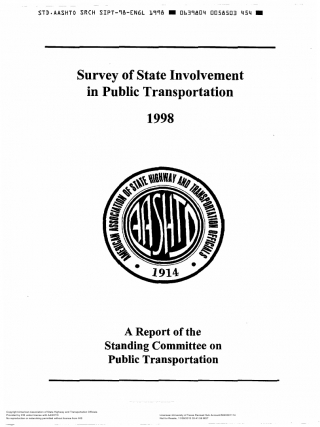 STD.AASHTO SRCH SIPT-98-ENGL 1998 ■ 0639804 0058503 454 ■
Survey of State Involvement
in Public Transportation
1998
AMERICAN ASSOCIATION OF STATE HIGHWAY AND TRANSPORTATION OFFICIALS
AASHTO
· 1914 ·
A Report of the
Standing Committee on
Public Transportation